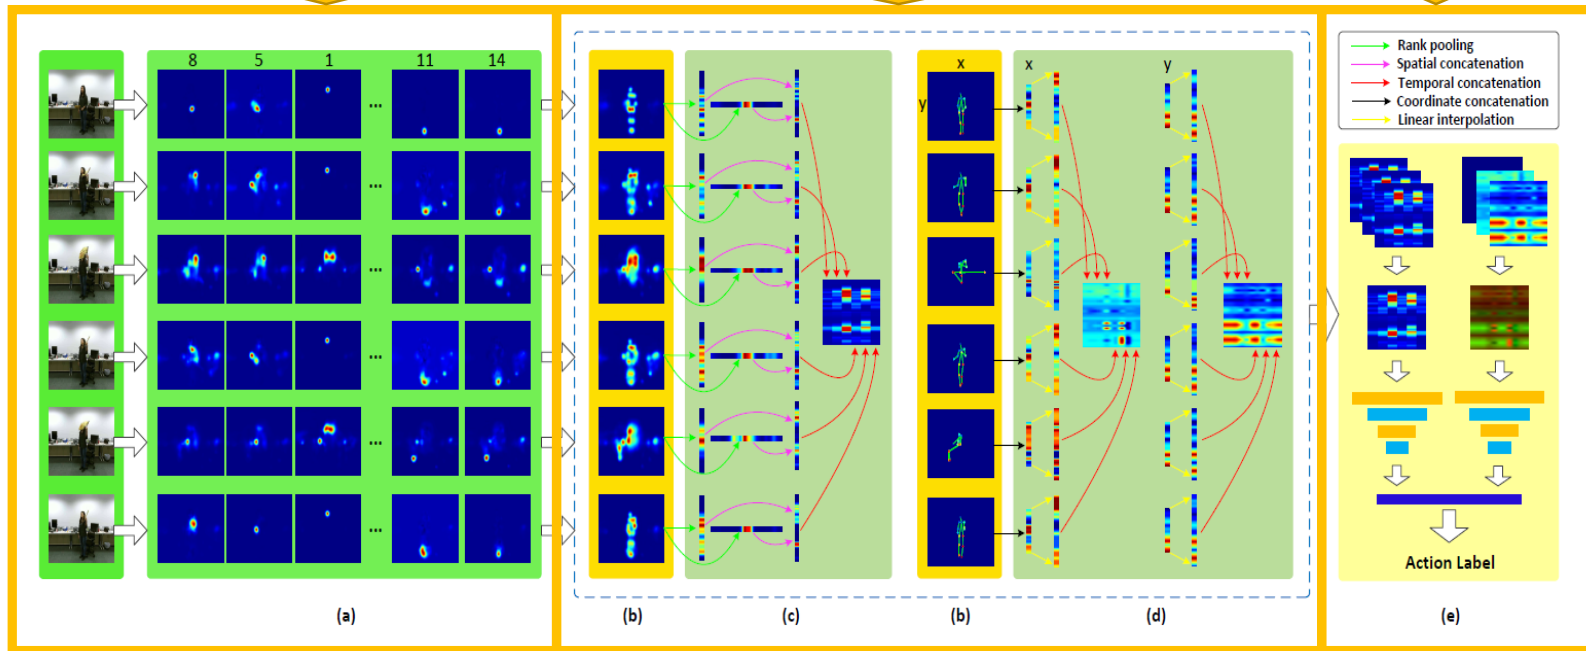 8 5 1 11 14
...
...
...
...
...
...
x
y
x
y
Rank pooling
Spatial concatenation
Temporal concatenation
Coordinate concatenation
Linear interpolation
Action Label
(a) (b) (c) (b) (d) (e)